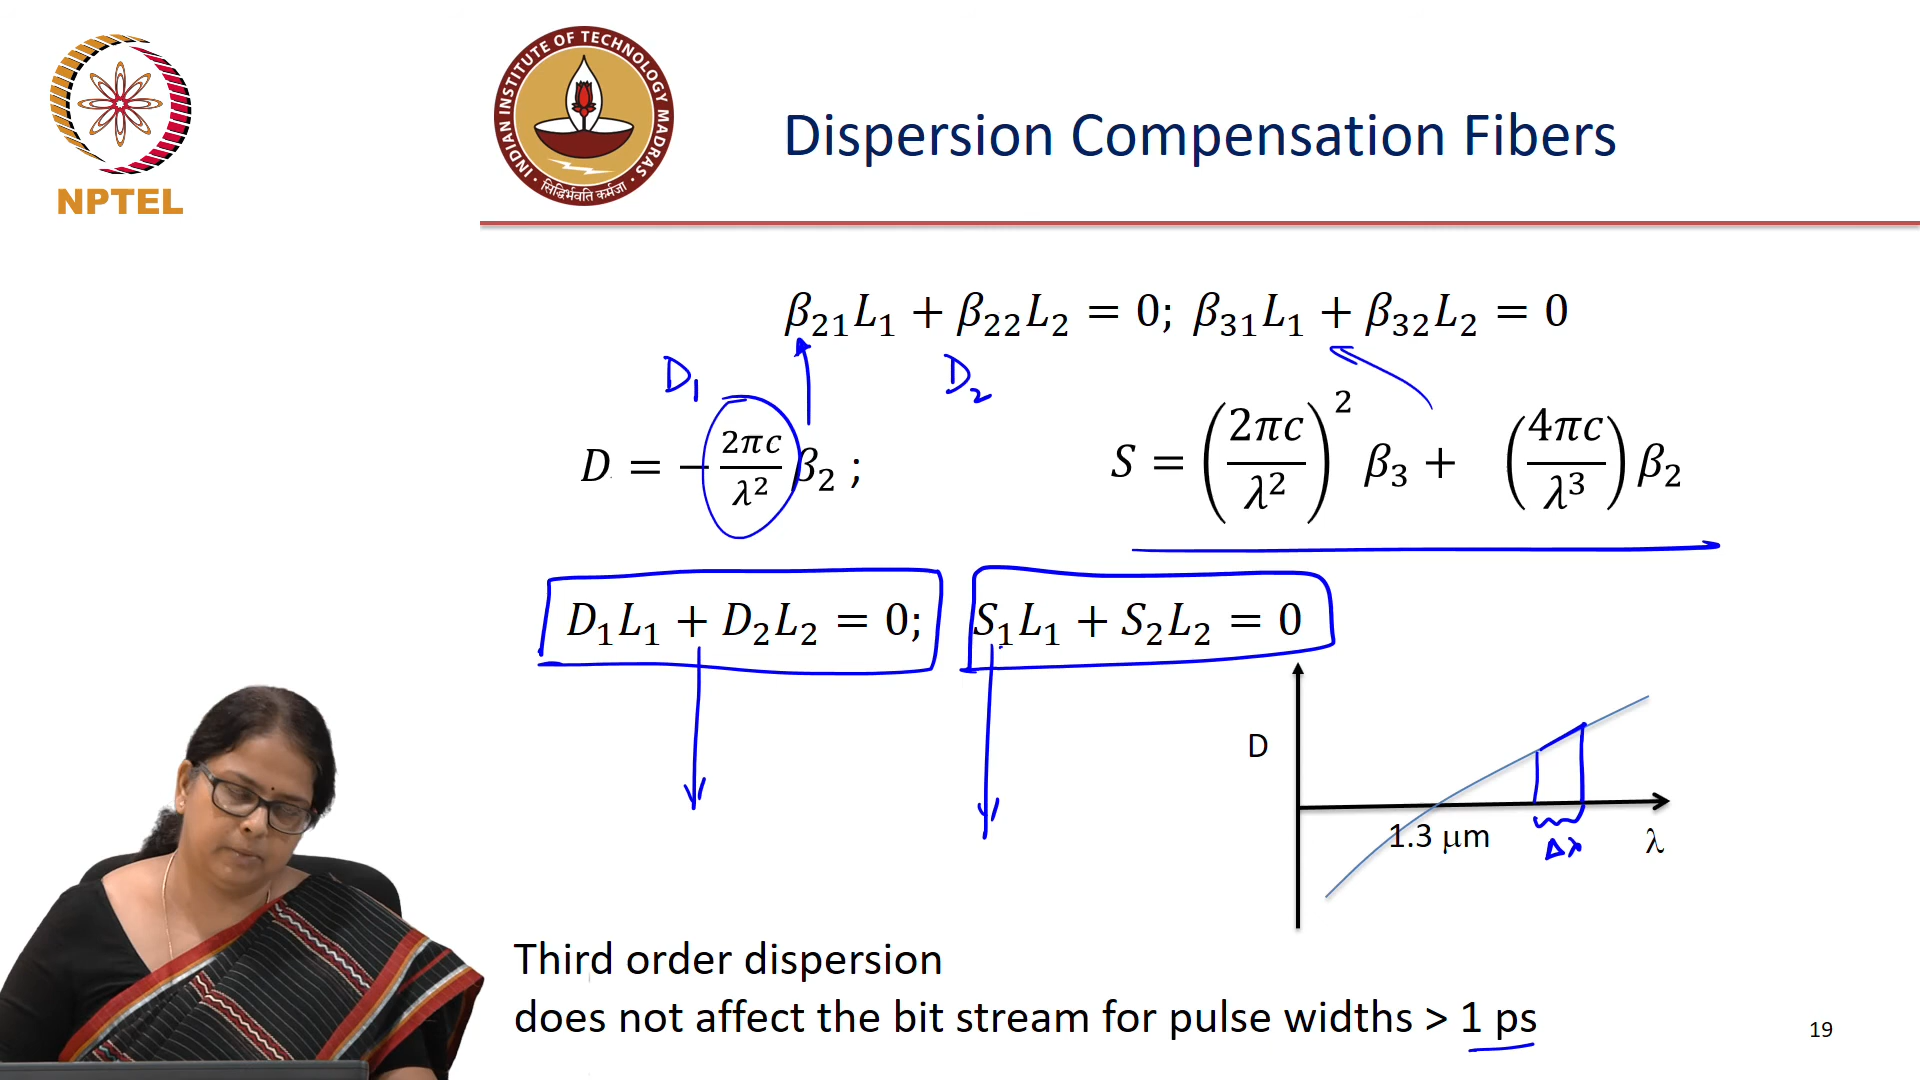 NPTEL
INDIAN INSTITUTE OF TECHNOLOGY MADRAS
सिद्धिर्भवति कर्मजा
Dispersion Compensation Fibers
β₂₁L₁ + β₂₂L₂ = 0; β₃₁L₁ + β₃₂L₂ = 0
D₁ D₂
D = −(2πc/λ²) β₂ ; S = (2πc/λ²)² β₃ + (4πc/λ³) β₂
D₁L₁ + D₂L₂ = 0; S₁L₁ + S₂L₂ = 0
D
1.3 μm
Δλ
λ
Third order dispersion
does not affect the bit stream for pulse widths > 1 ps
19